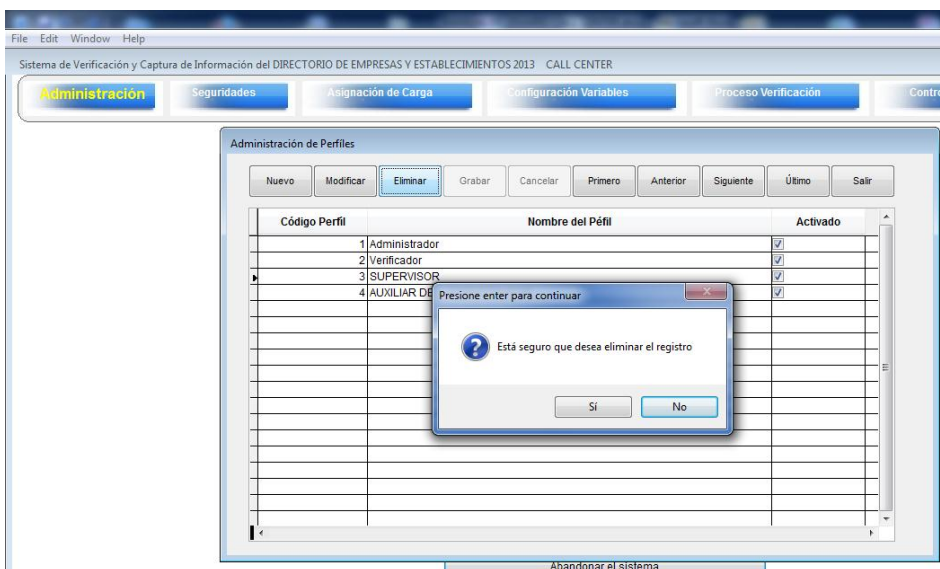 File Edit Window Help
Sistema de Verificación y Captura de Información del DIRECTORIO DE EMPRESAS Y ESTABLECIMIENTOS 2013 CALL CENTER
Administración Seguridades Asignación de Carga Configuración Variables Proceso Verificación Contro
Administración de Perfiles
Nuevo Modificar Eliminar Grabar Cancelar Primero Anterior Siguiente Último Salir
Código Perfil Nombre del Péfil Activado
1 Administrador
2 Verificador
3 SUPERVISOR
4 AUXILIAR DE
Presione enter para continuar
Está seguro que desea eliminar el registro
Sí No
Abandonar el sistema